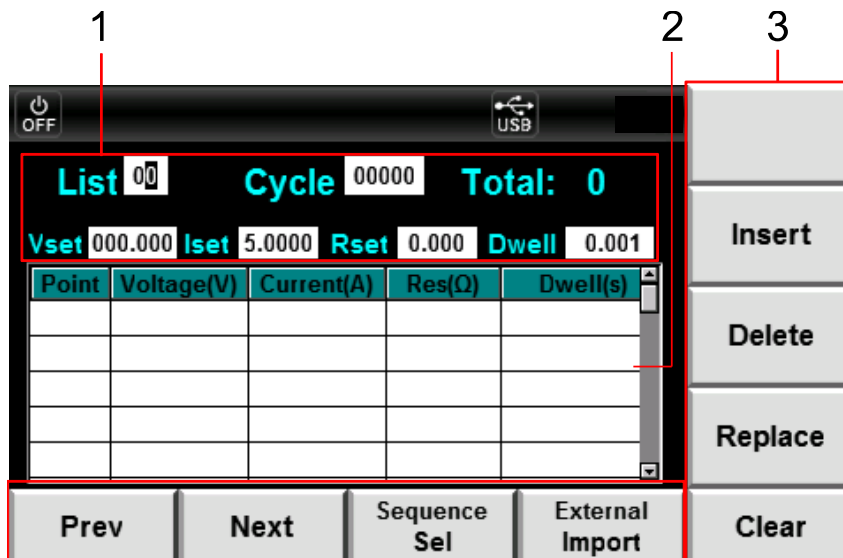 1 2 3
OFF USB
List 00 Cycle 00000 Total: 0
Vset 000.000 Iset 5.0000 Rset 0.000 Dwell 0.001
Point Voltage(V) Current(A) Res(Ω) Dwell(s)
Insert
Delete
Replace
Prev Next Sequence Sel External Import Clear